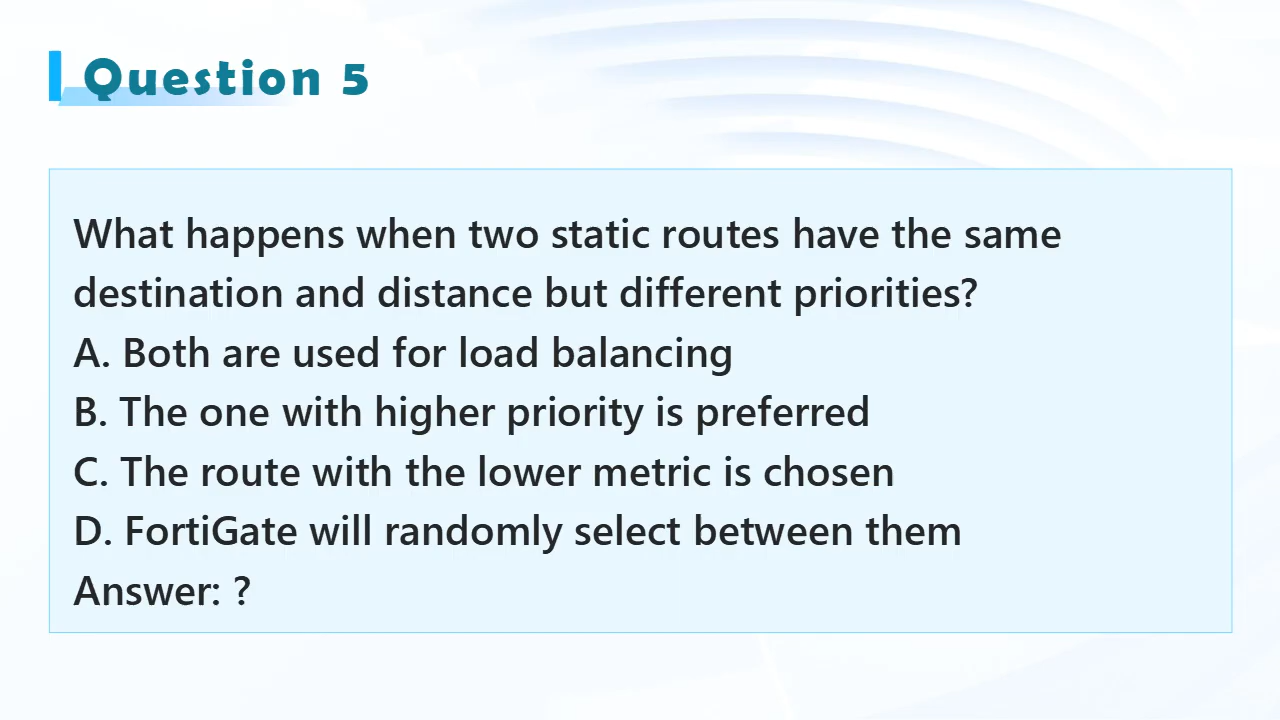 Question 5
What happens when two static routes have the same
destination and distance but different priorities?
A. Both are used for load balancing
B. The one with higher priority is preferred
C. The route with the lower metric is chosen
D. FortiGate will randomly select between them
Answer: ?